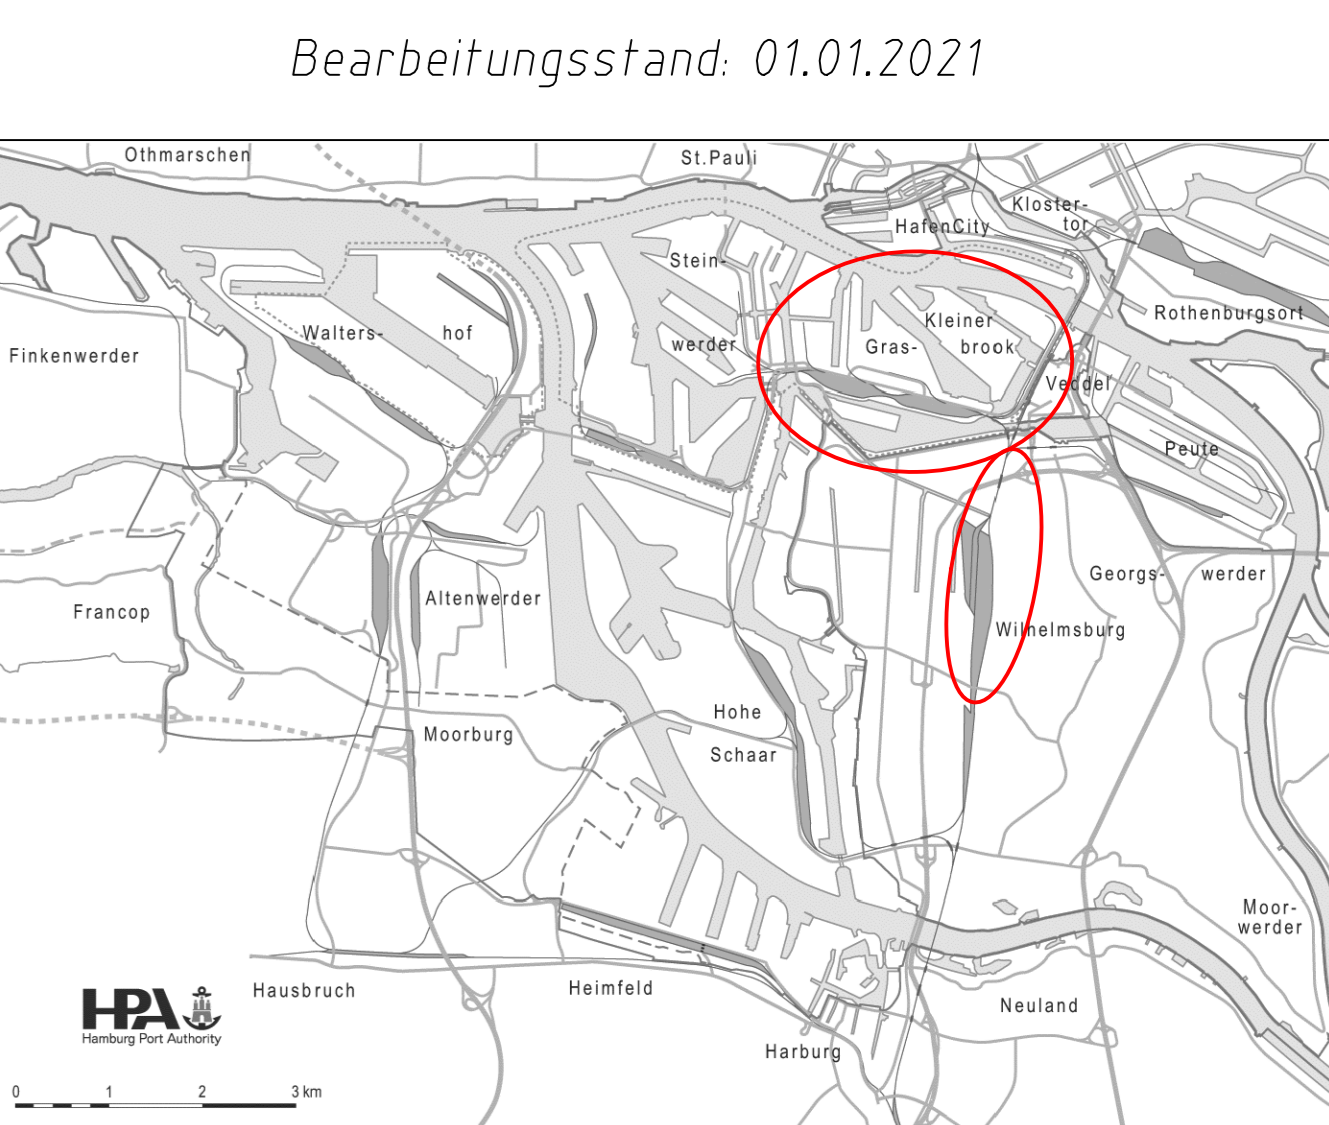 Bearbeitungsstand: 01.01.2021
Othmarschen
St.Pauli
Kloster-
tor
HafenCity
Stein-
werder
Rothenburgsort
Kleiner
Gras-
brook
Walters-
hof
Finkenwerder
Veddel
Peute
Georgs-
werder
Altenwerder
Francop
Wilhelmsburg
Hohe
Schaar
Moorburg
Moor-
werder
Hausbruch
Heimfeld
Neuland
Harburg
HPA
Hamburg Port Authority
0 1 2 3 km